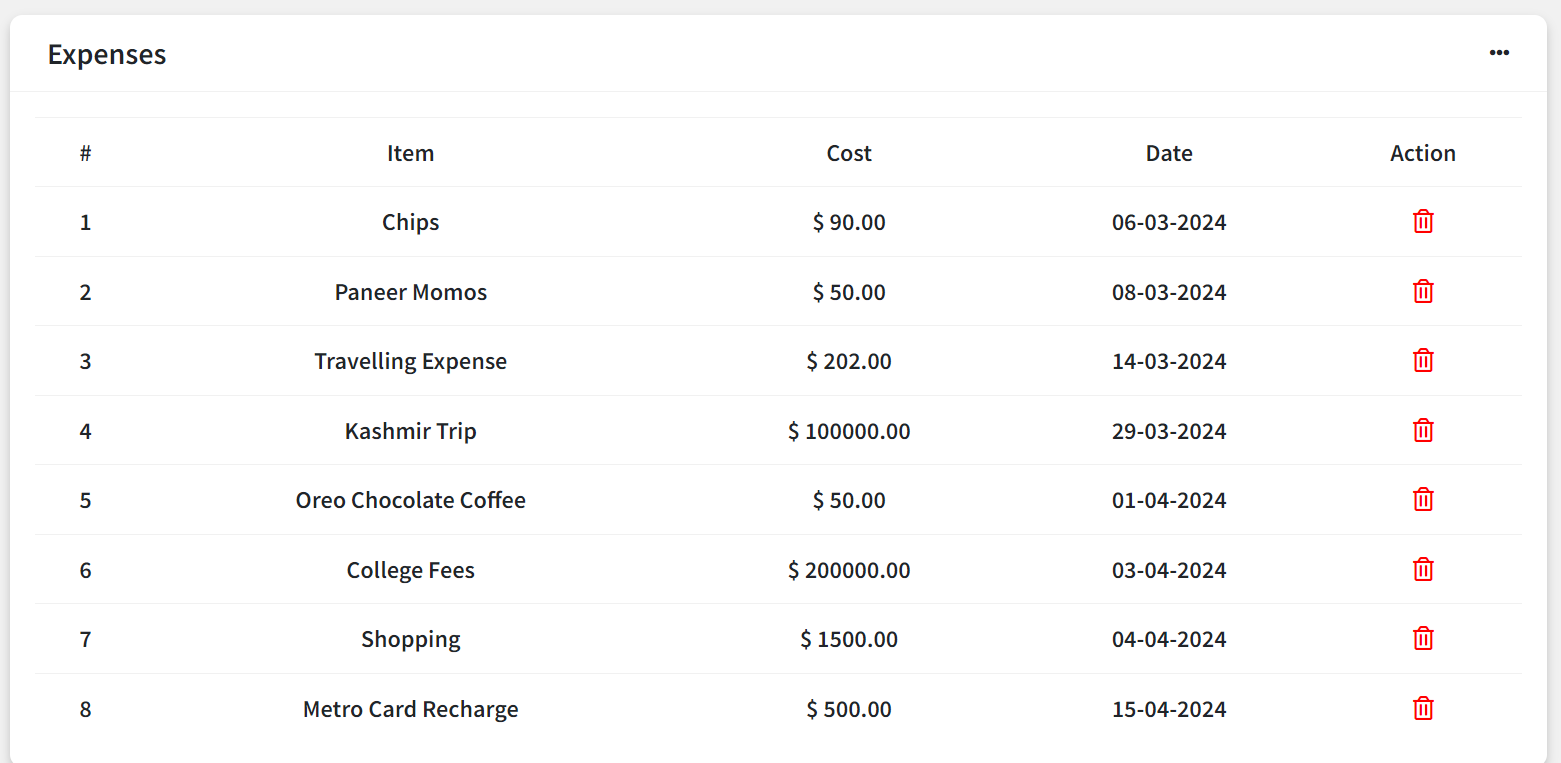 Expenses
# Item Cost Date Action
1 Chips $ 90.00 06-03-2024
2 Paneer Momos $ 50.00 08-03-2024
3 Travelling Expense $ 202.00 14-03-2024
4 Kashmir Trip $ 100000.00 29-03-2024
5 Oreo Chocolate Coffee $ 50.00 01-04-2024
6 College Fees $ 200000.00 03-04-2024
7 Shopping $ 1500.00 04-04-2024
8 Metro Card Recharge $ 500.00 15-04-2024